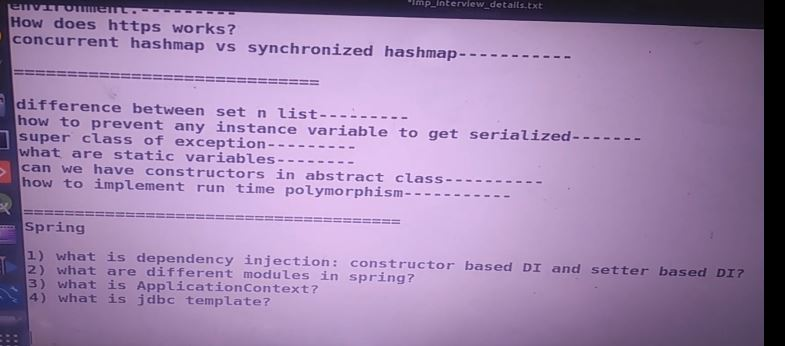 *imp_interview_details.txt
environment.---------
How does https works?
concurrent hashmap vs synchronized hashmap-----------
=============================
difference between set n list---------
how to prevent any instance variable to get serialized-------
super class of exception---------
what are static variables--------
can we have constructors in abstract class----------
how to implement run time polymorphism-----------
=====================================
Spring
1) what is dependency injection: constructor based DI and setter based DI?
2) what are different modules in spring?
3) what is ApplicationContext?
4) what is jdbc template?